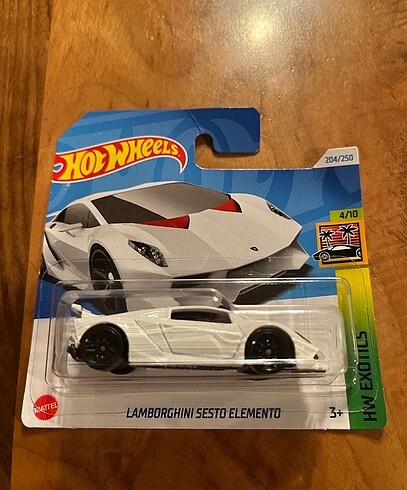 HOT WHEELS
204/250
4/10
HW EXOTICS
MATTEL
LAMBORGHINI SESTO ELEMENTO
3+